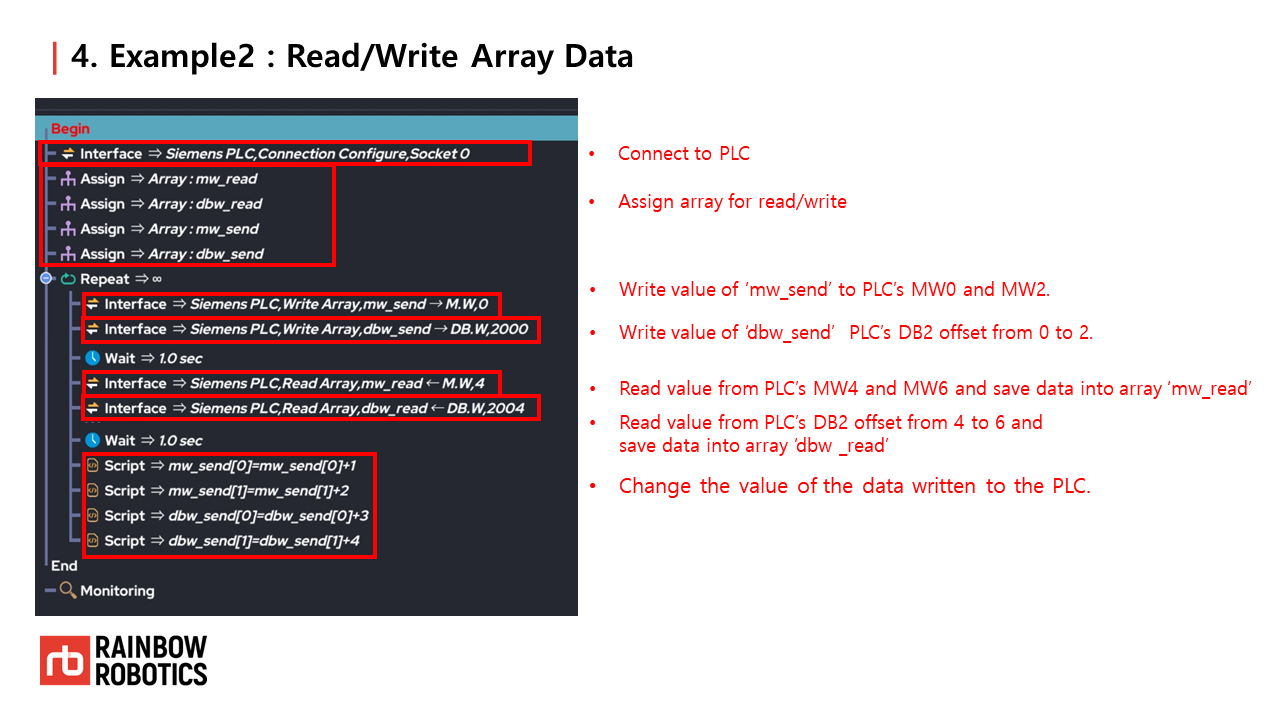 4. Example2 : Read/Write Array Data
Begin
Interface ⇒ Siemens PLC,Connection Configure,Socket 0
Assign ⇒ Array : mw_read
Assign ⇒ Array : dbw_read
Assign ⇒ Array : mw_send
Assign ⇒ Array : dbw_send
Repeat ⇒ ∞
Interface ⇒ Siemens PLC,Write Array,mw_send → M.W,0
Interface ⇒ Siemens PLC,Write Array,dbw_send → DB.W,2000
Wait ⇒ 1.0 sec
Interface ⇒ Siemens PLC,Read Array,mw_read ← M.W,4
Interface ⇒ Siemens PLC,Read Array,dbw_read ← DB.W,2004
Wait ⇒ 1.0 sec
Script ⇒ mw_send[0]=mw_send[0]+1
Script ⇒ mw_send[1]=mw_send[1]+2
Script ⇒ dbw_send[0]=dbw_send[0]+3
Script ⇒ dbw_send[1]=dbw_send[1]+4
End
Monitoring
• Connect to PLC
• Assign array for read/write
• Write value of ‘mw_send’ to PLC’s MW0 and MW2.
• Write value of ‘dbw_send’ PLC’s DB2 offset from 0 to 2.
• Read value from PLC’s MW4 and MW6 and save data into array ‘mw_read’
• Read value from PLC’s DB2 offset from 4 to 6 and
save data into array ‘dbw _read’
• Change the value of the data written to the PLC.
rb
RAINBOW
ROBOTICS